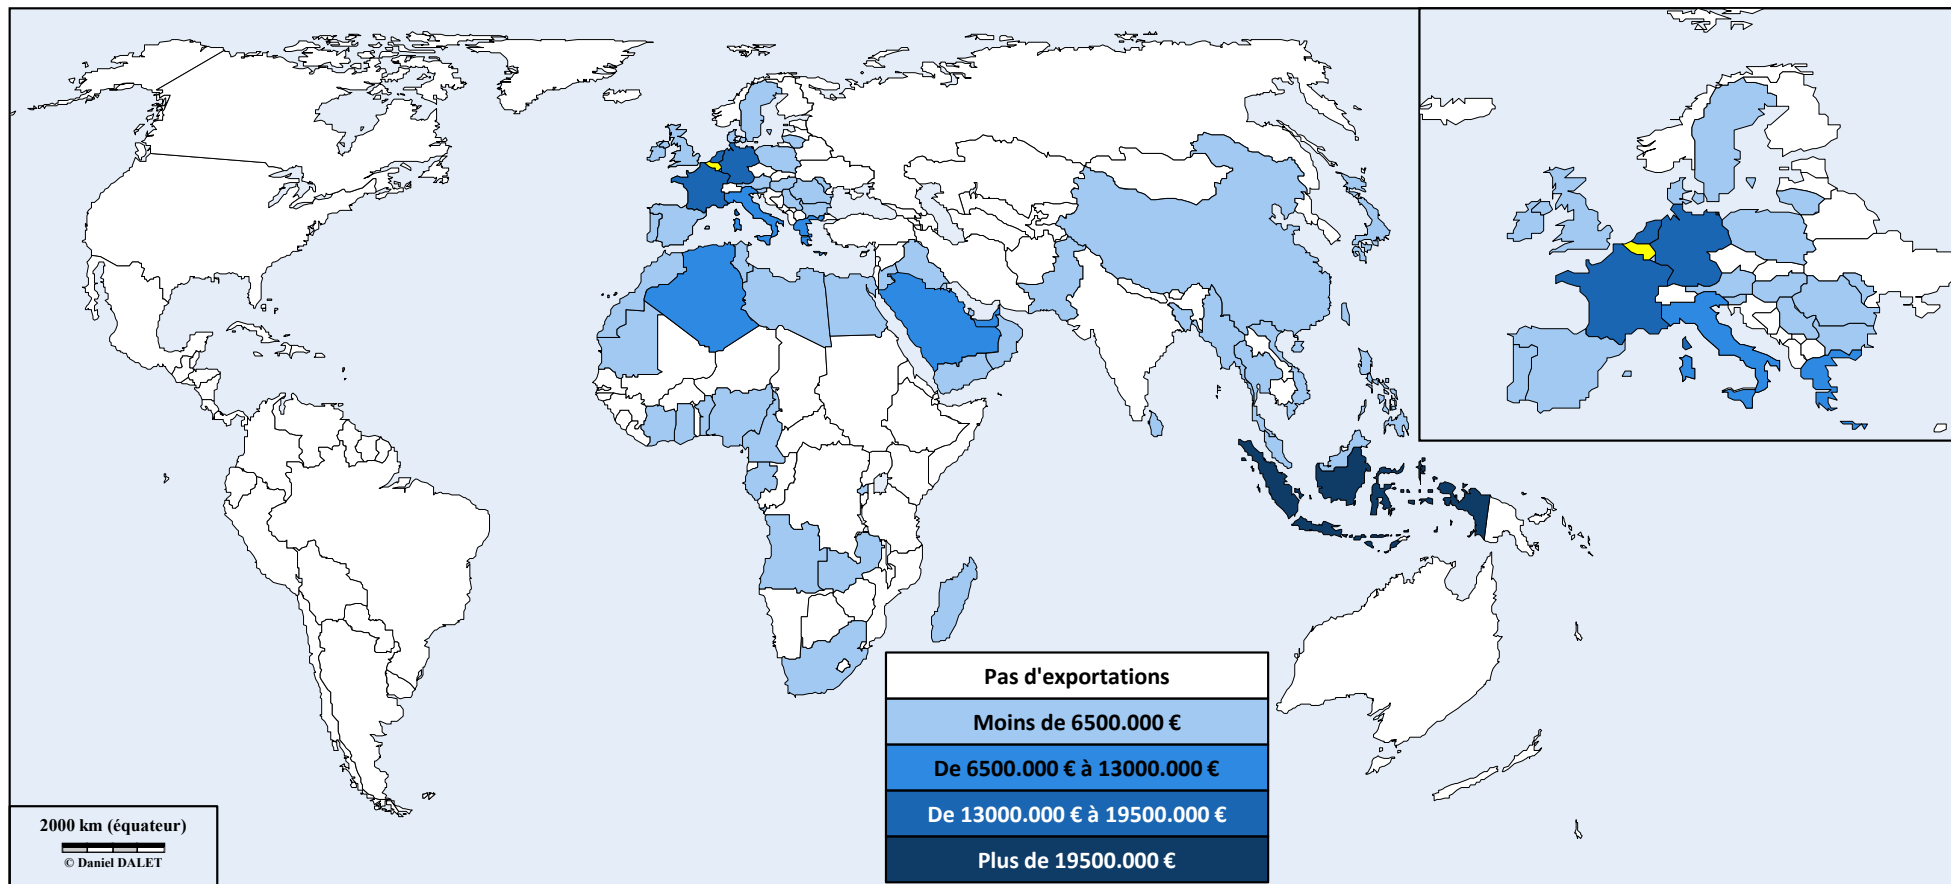 Pas d'exportations
Moins de 6500.000 €
De 6500.000 € à 13000.000 €
De 13000.000 € à 19500.000 €
Plus de 19500.000 €
2000 km (équateur)
© Daniel DALET